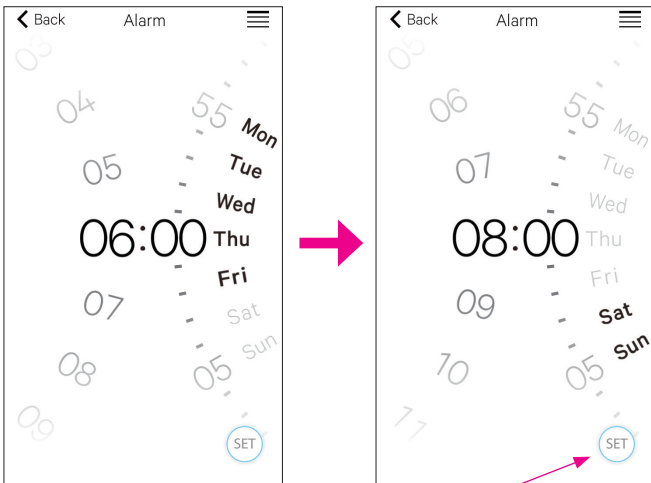 Back Alarm
03
04
55
Mon
05
Tue
Wed
06:00 Thu
Fri
07
Sat
Sun
08
05
09
SET
Back Alarm
05
06
55
Mon
07
Tue
Wed
08:00 Thu
Fri
09
Sat
Sun
10
05
11
SET